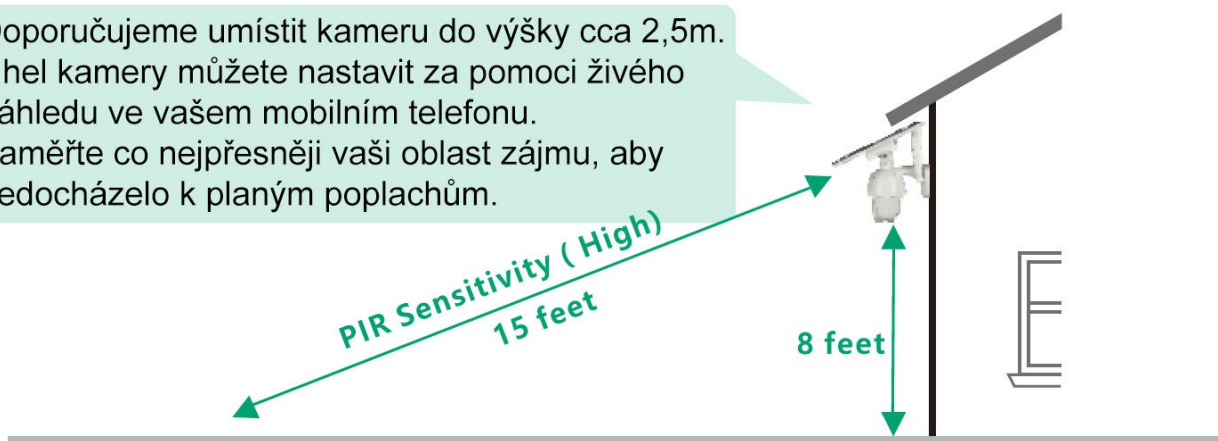 oporučujeme umístit kameru do výšky cca 2,5m.
hel kamery můžete nastavit za pomoci živého
áhledu ve vašem mobilním telefonu.
aměřte co nejpřesněji vaši oblast zájmu, aby
edocházelo k planým poplachům.
PIR Sensitivity ( High)
15 feet
8 feet